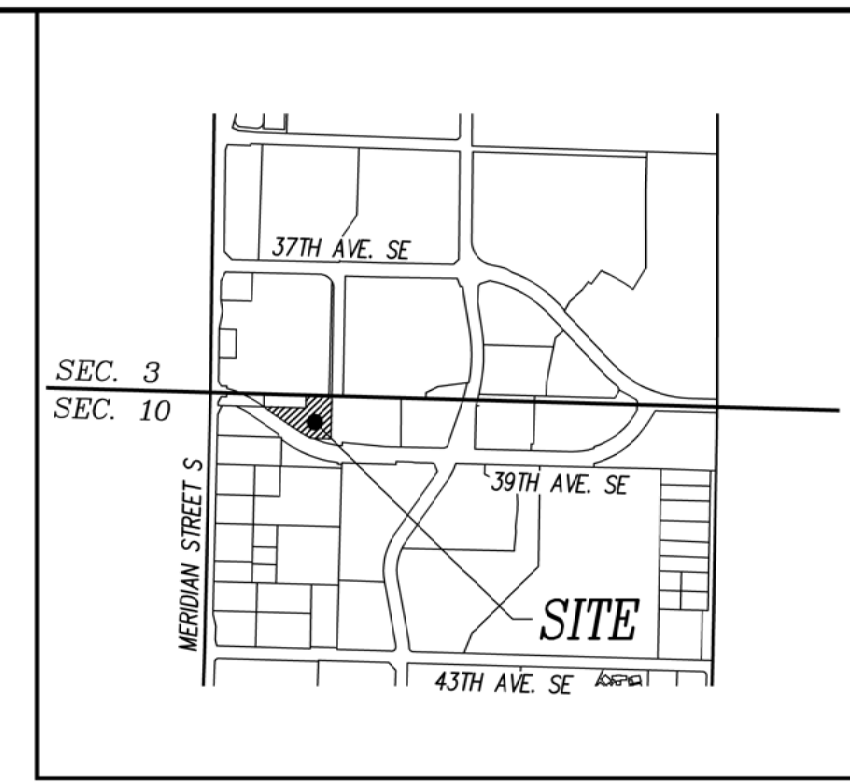 37TH AVE. SE
SEC. 3
SEC. 10
MERIDIAN STREET S
39TH AVE. SE
SITE
43TH AVE. SE